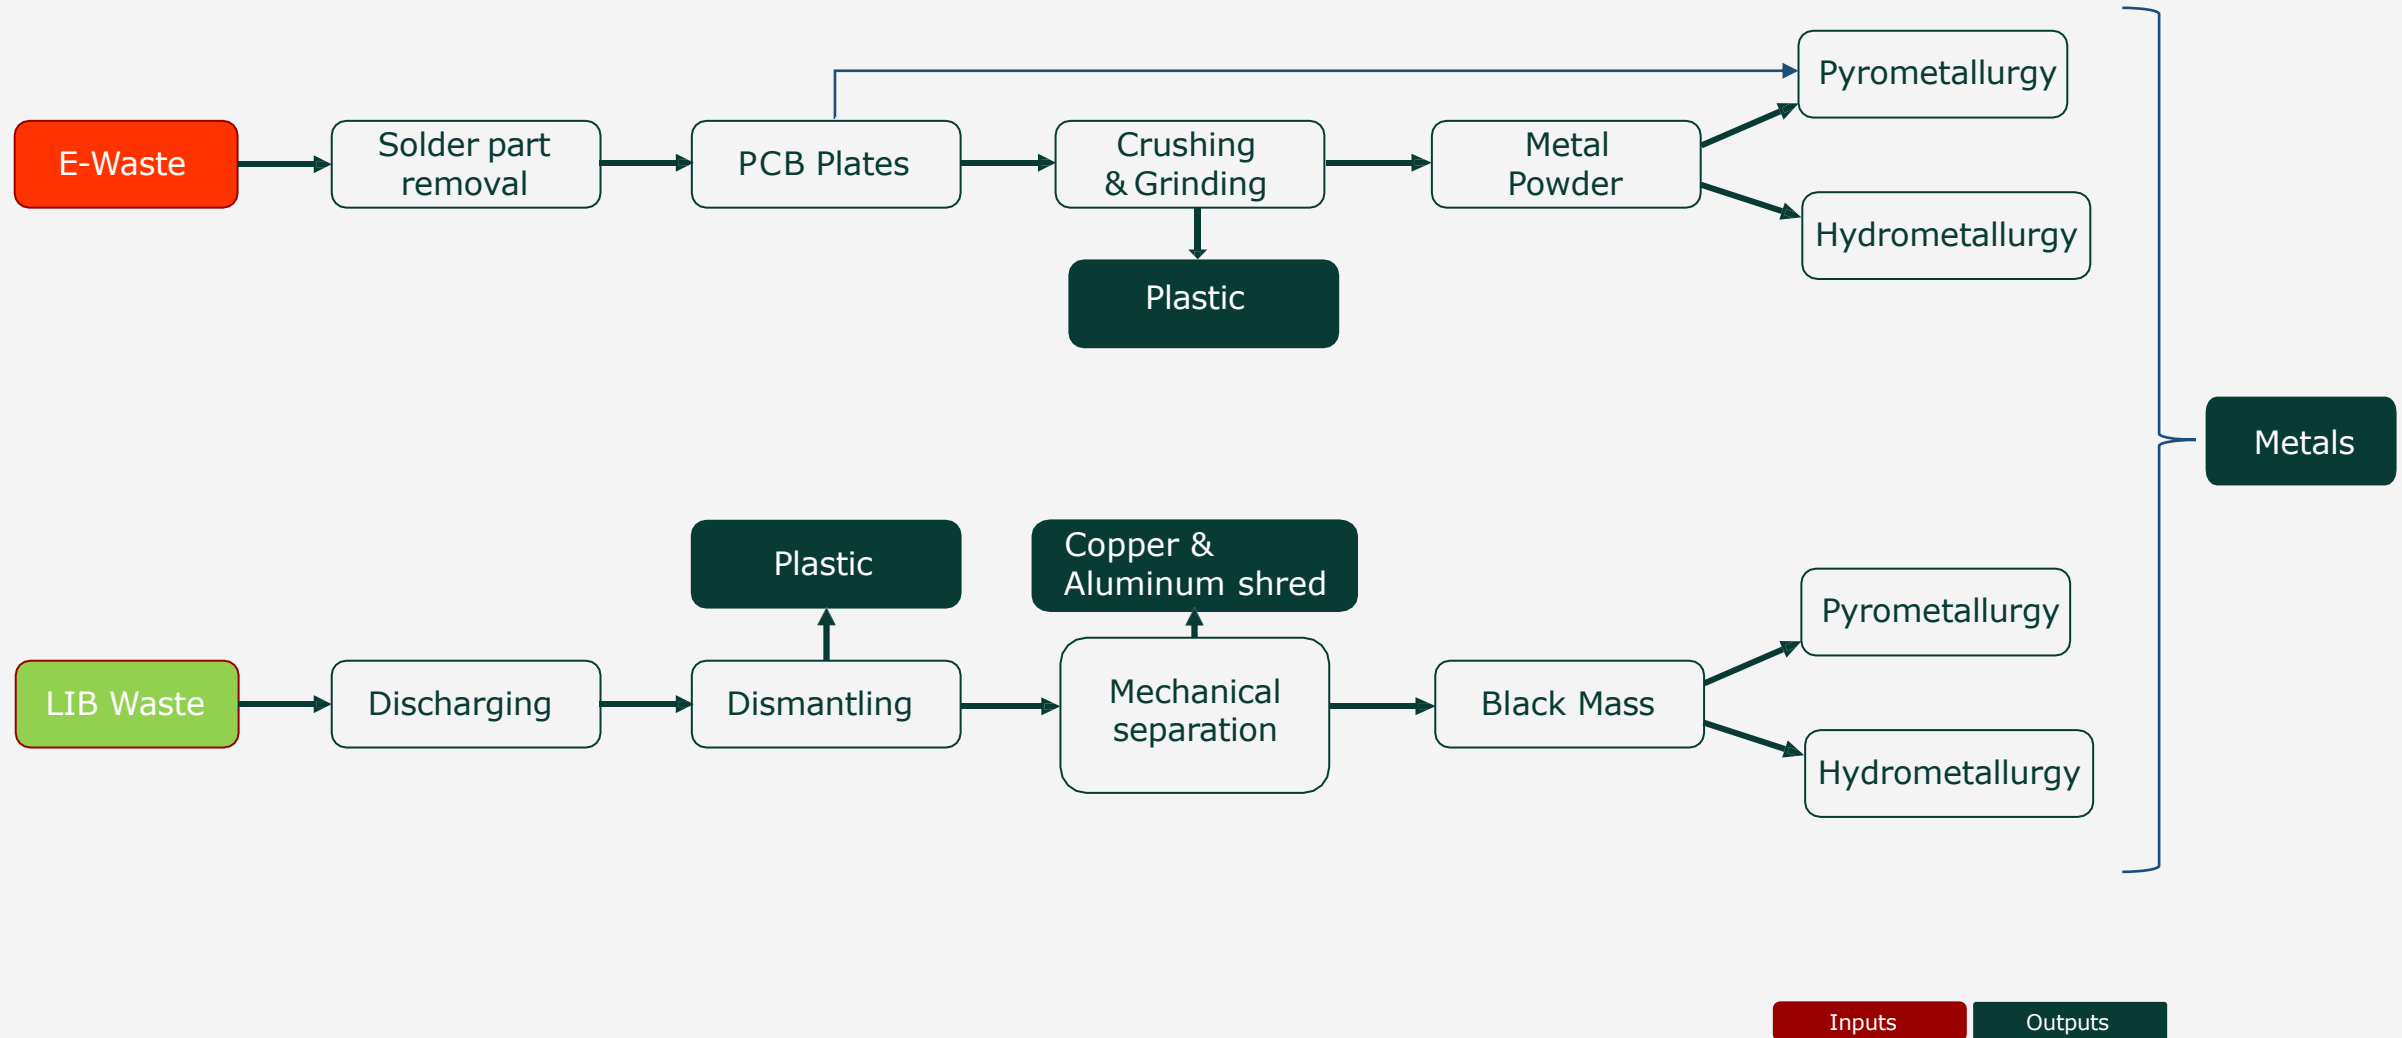 Pyrometallurgy
E-Waste
Solder part
removal
PCB Plates
Crushing
& Grinding
Metal
Powder
Hydrometallurgy
Plastic
Metals
Plastic
Copper &
Aluminum shred
Pyrometallurgy
LIB Waste
Discharging
Dismantling
Mechanical
separation
Black Mass
Hydrometallurgy
Inputs
Outputs